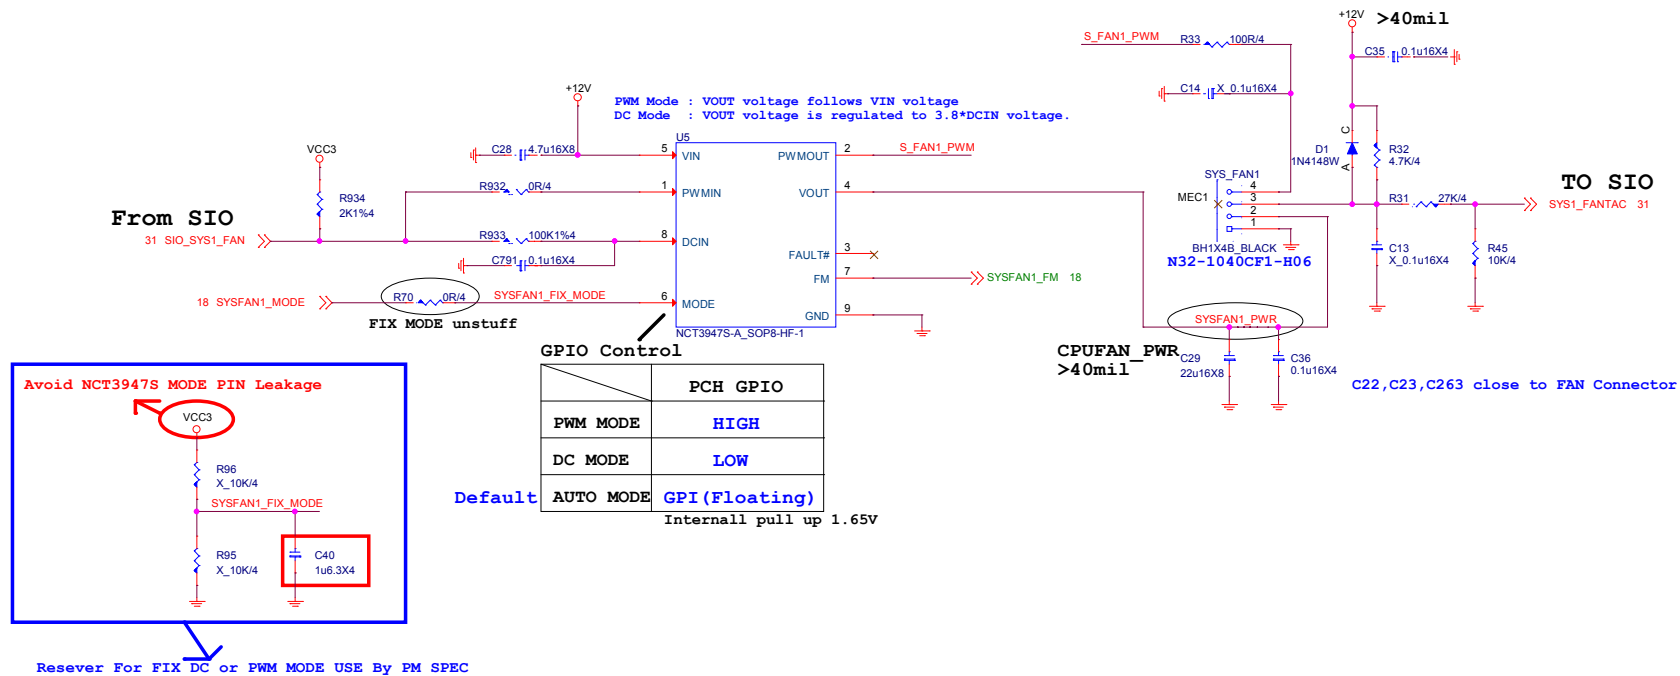 +12V >40mil
S_FAN1_PWM R33 100R/4
C35 0.1u16X4
+12V
C14 X_0.1u16X4
PWM Mode : VOUT voltage follows VIN voltage
DC Mode : VOUT voltage is regulated to 3.8*DCIN voltage.
U5
VCC3
C28 4.7u16X8
5 VIN
PWMOUT 2 S_FAN1_PWM
C
D1
1N4148W
A
R32
4.7K/4
R932 0R/4
1 PWMIN
VOUT 4
SYS_FAN1
MEC1
4
3
2
1
TO SIO
R31 27K/4
SYS1_FANTAC 31
R934
2K1%4
From SIO
31 SIO_SYS1_FAN
R933 100K1%4
8 DCIN
FAULT# 3
BH1X4B_BLACK
N32-1040CF1-H06
C13
X_0.1u16X4
R45
10K/4
C791 0.1u16X4
FM 7
SYSFAN1_FM 18
18 SYSFAN1_MODE
R70 0R/4
SYSFAN1_FIX_MODE
6 MODE
GND 9
FIX MODE unstuff
NCT3947S-A_SOP8-HF-1
SYSFAN1_PWR
GPIO Control
CPUFAN_PWR
>40mil
C29
22u16X8
C36
0.1u16X4
C22,C23,C263 close to FAN Connector
PCH GPIO
PWM MODE HIGH
DC MODE LOW
Default AUTO MODE GPI(Floating)
Internall pull up 1.65V
Avoid NCT3947S MODE PIN Leakage
VCC3
R96
X_10K/4
SYSFAN1_FIX_MODE
R95
X_10K/4
C40
1u6.3X4
Resever For FIX DC or PWM MODE USE By PM SPEC